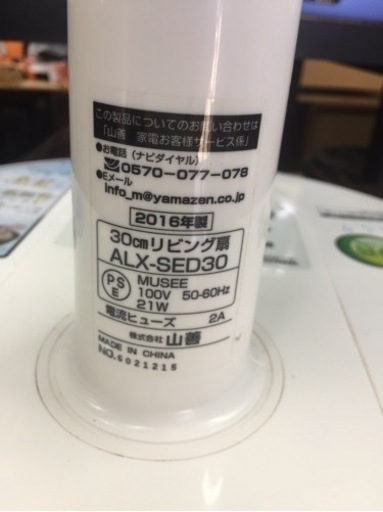 この製品についてのお問い合わせは
「山善 家電お客様サービス係」
●お電話（ナビダイヤル）
0570-077-078
●Eメール
info_m@yamazen.co.jp
2016年製
30cmリビング扇
ALX-SED30
PSE
MUSEE
100V 50-60Hz
21W
電流ヒューズ 2A
株式会社 山善
MADE IN CHINA
NO.6021215